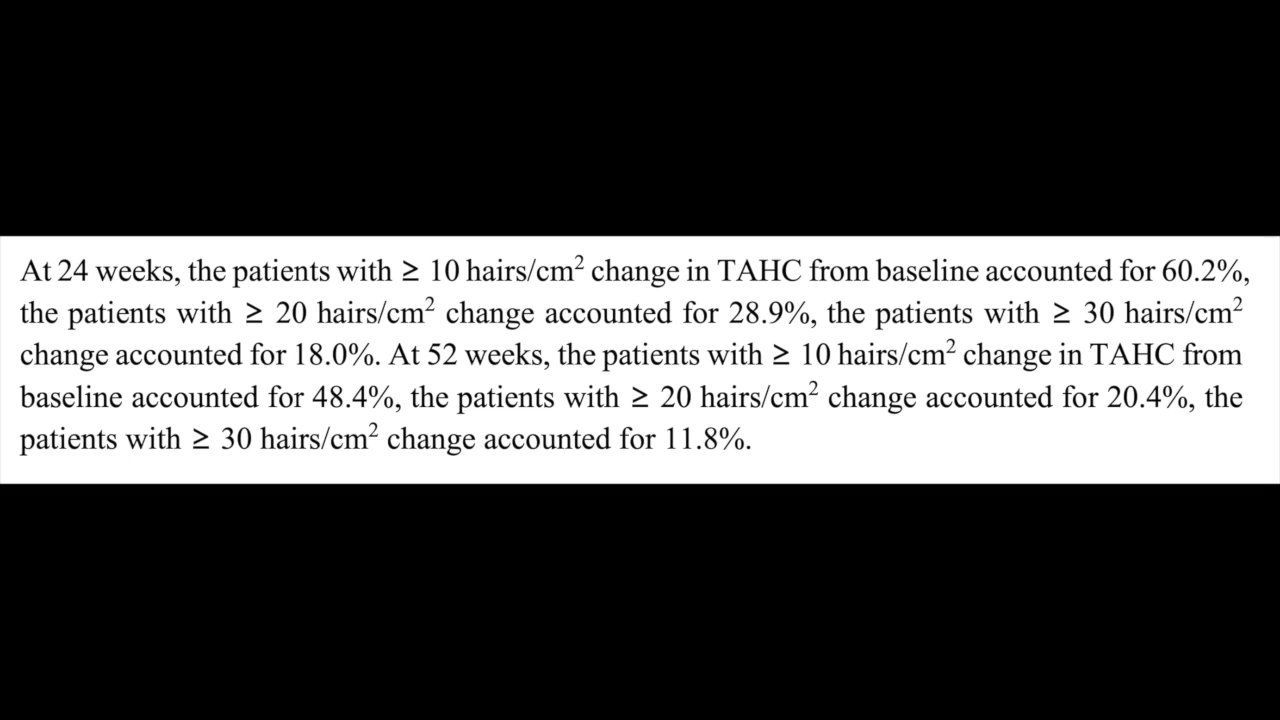 At 24 weeks, the patients with ≥ 10 hairs/cm² change in TAHC from baseline accounted for 60.2%,
the patients with ≥ 20 hairs/cm² change accounted for 28.9%, the patients with ≥ 30 hairs/cm²
change accounted for 18.0%. At 52 weeks, the patients with ≥ 10 hairs/cm² change in TAHC from
baseline accounted for 48.4%, the patients with ≥ 20 hairs/cm² change accounted for 20.4%, the
patients with ≥ 30 hairs/cm² change accounted for 11.8%.